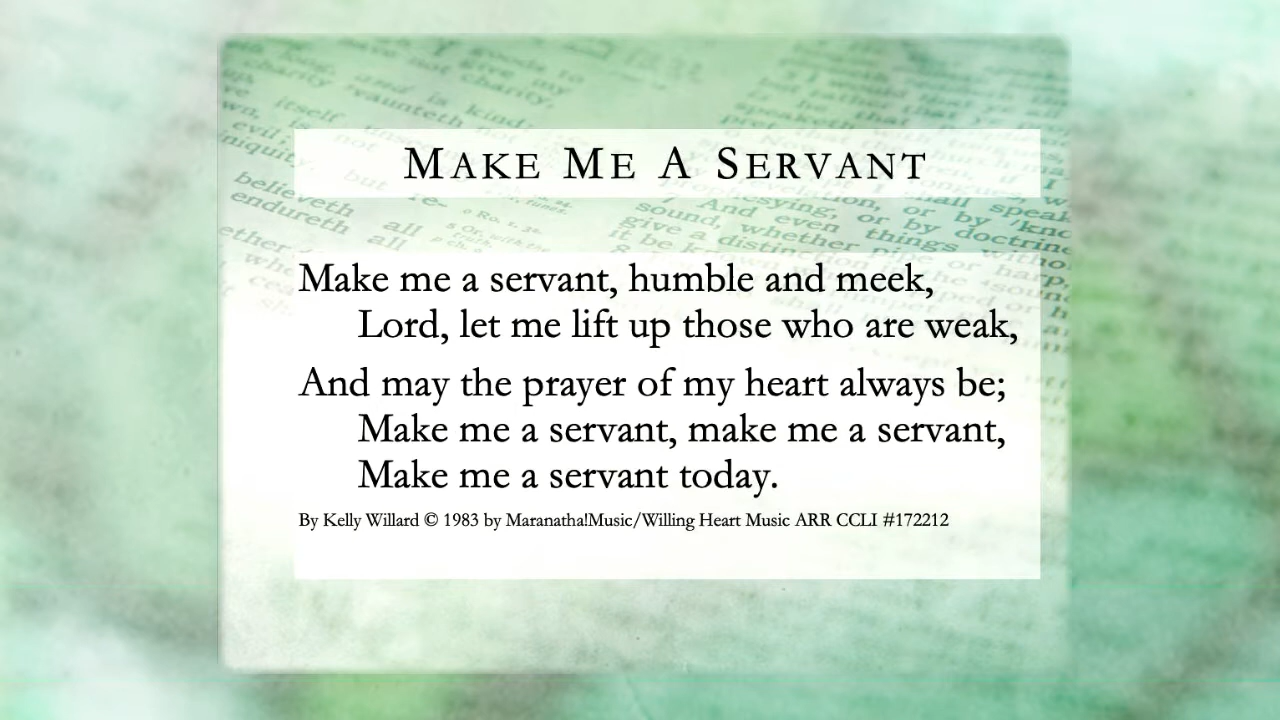 MAKE ME A SERVANT
Make me a servant, humble and meek,
Lord, let me lift up those who are weak,
And may the prayer of my heart always be;
Make me a servant, make me a servant,
Make me a servant today.
By Kelly Willard © 1983 by Maranatha!Music/Willing Heart Music ARR CCLI #172212